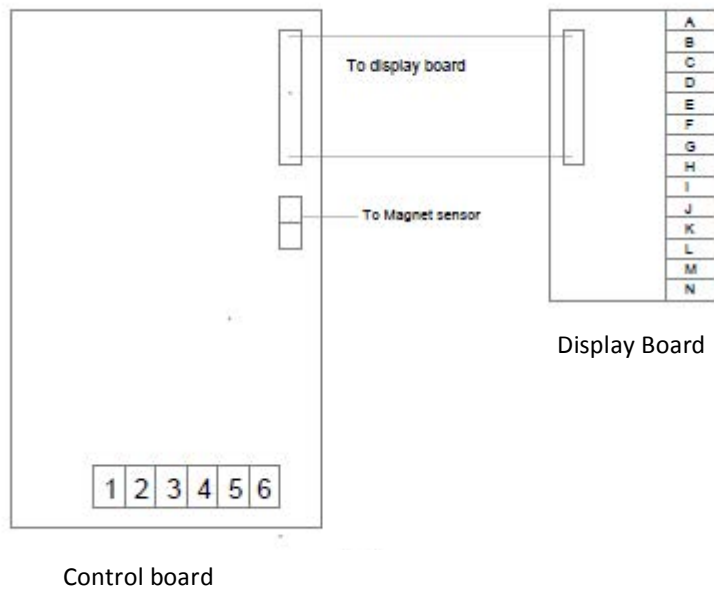 To display board
To Magnet sensor
A
B
C
D
E
F
G
H
I
J
K
L
M
N
Display Board
1 2 3 4 5 6
Control board